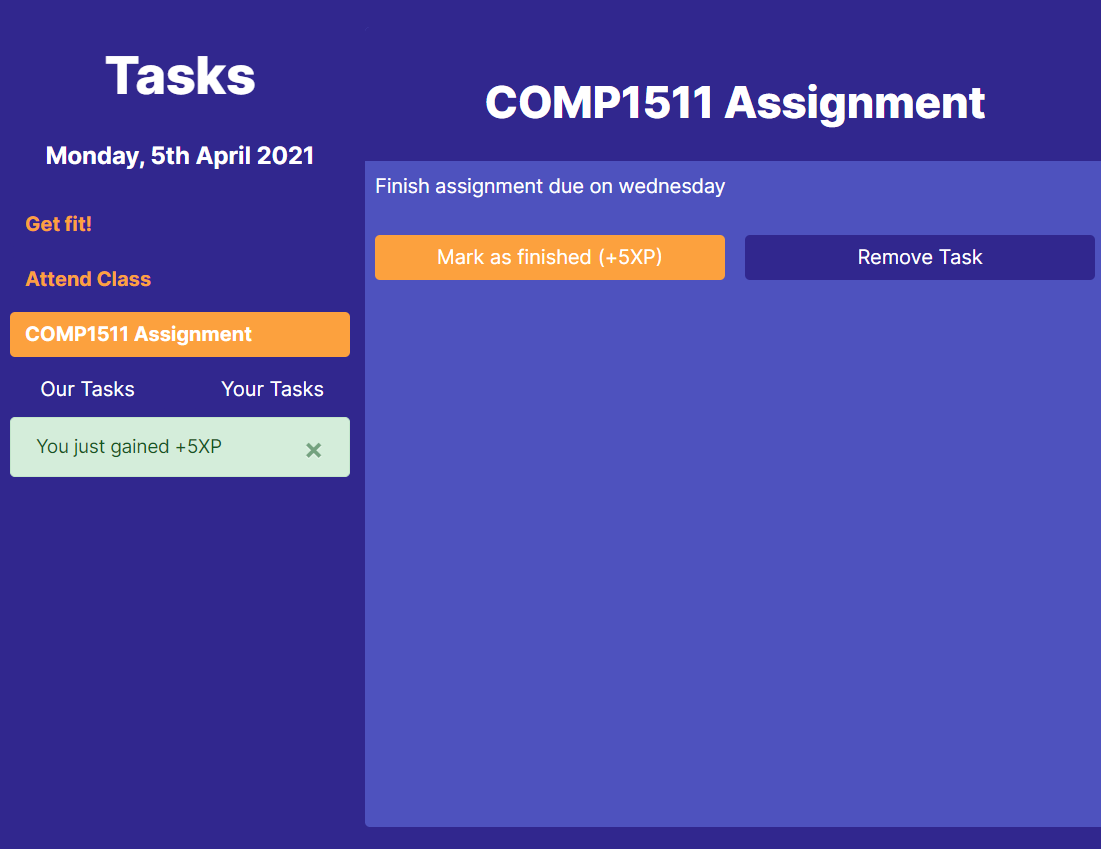 Tasks
Monday, 5th April 2021
Get fit!
Attend Class
COMP1511 Assignment
Our Tasks
Your Tasks
You just gained +5XP
×
COMP1511 Assignment
Finish assignment due on wednesday
Mark as finished (+5XP)
Remove Task